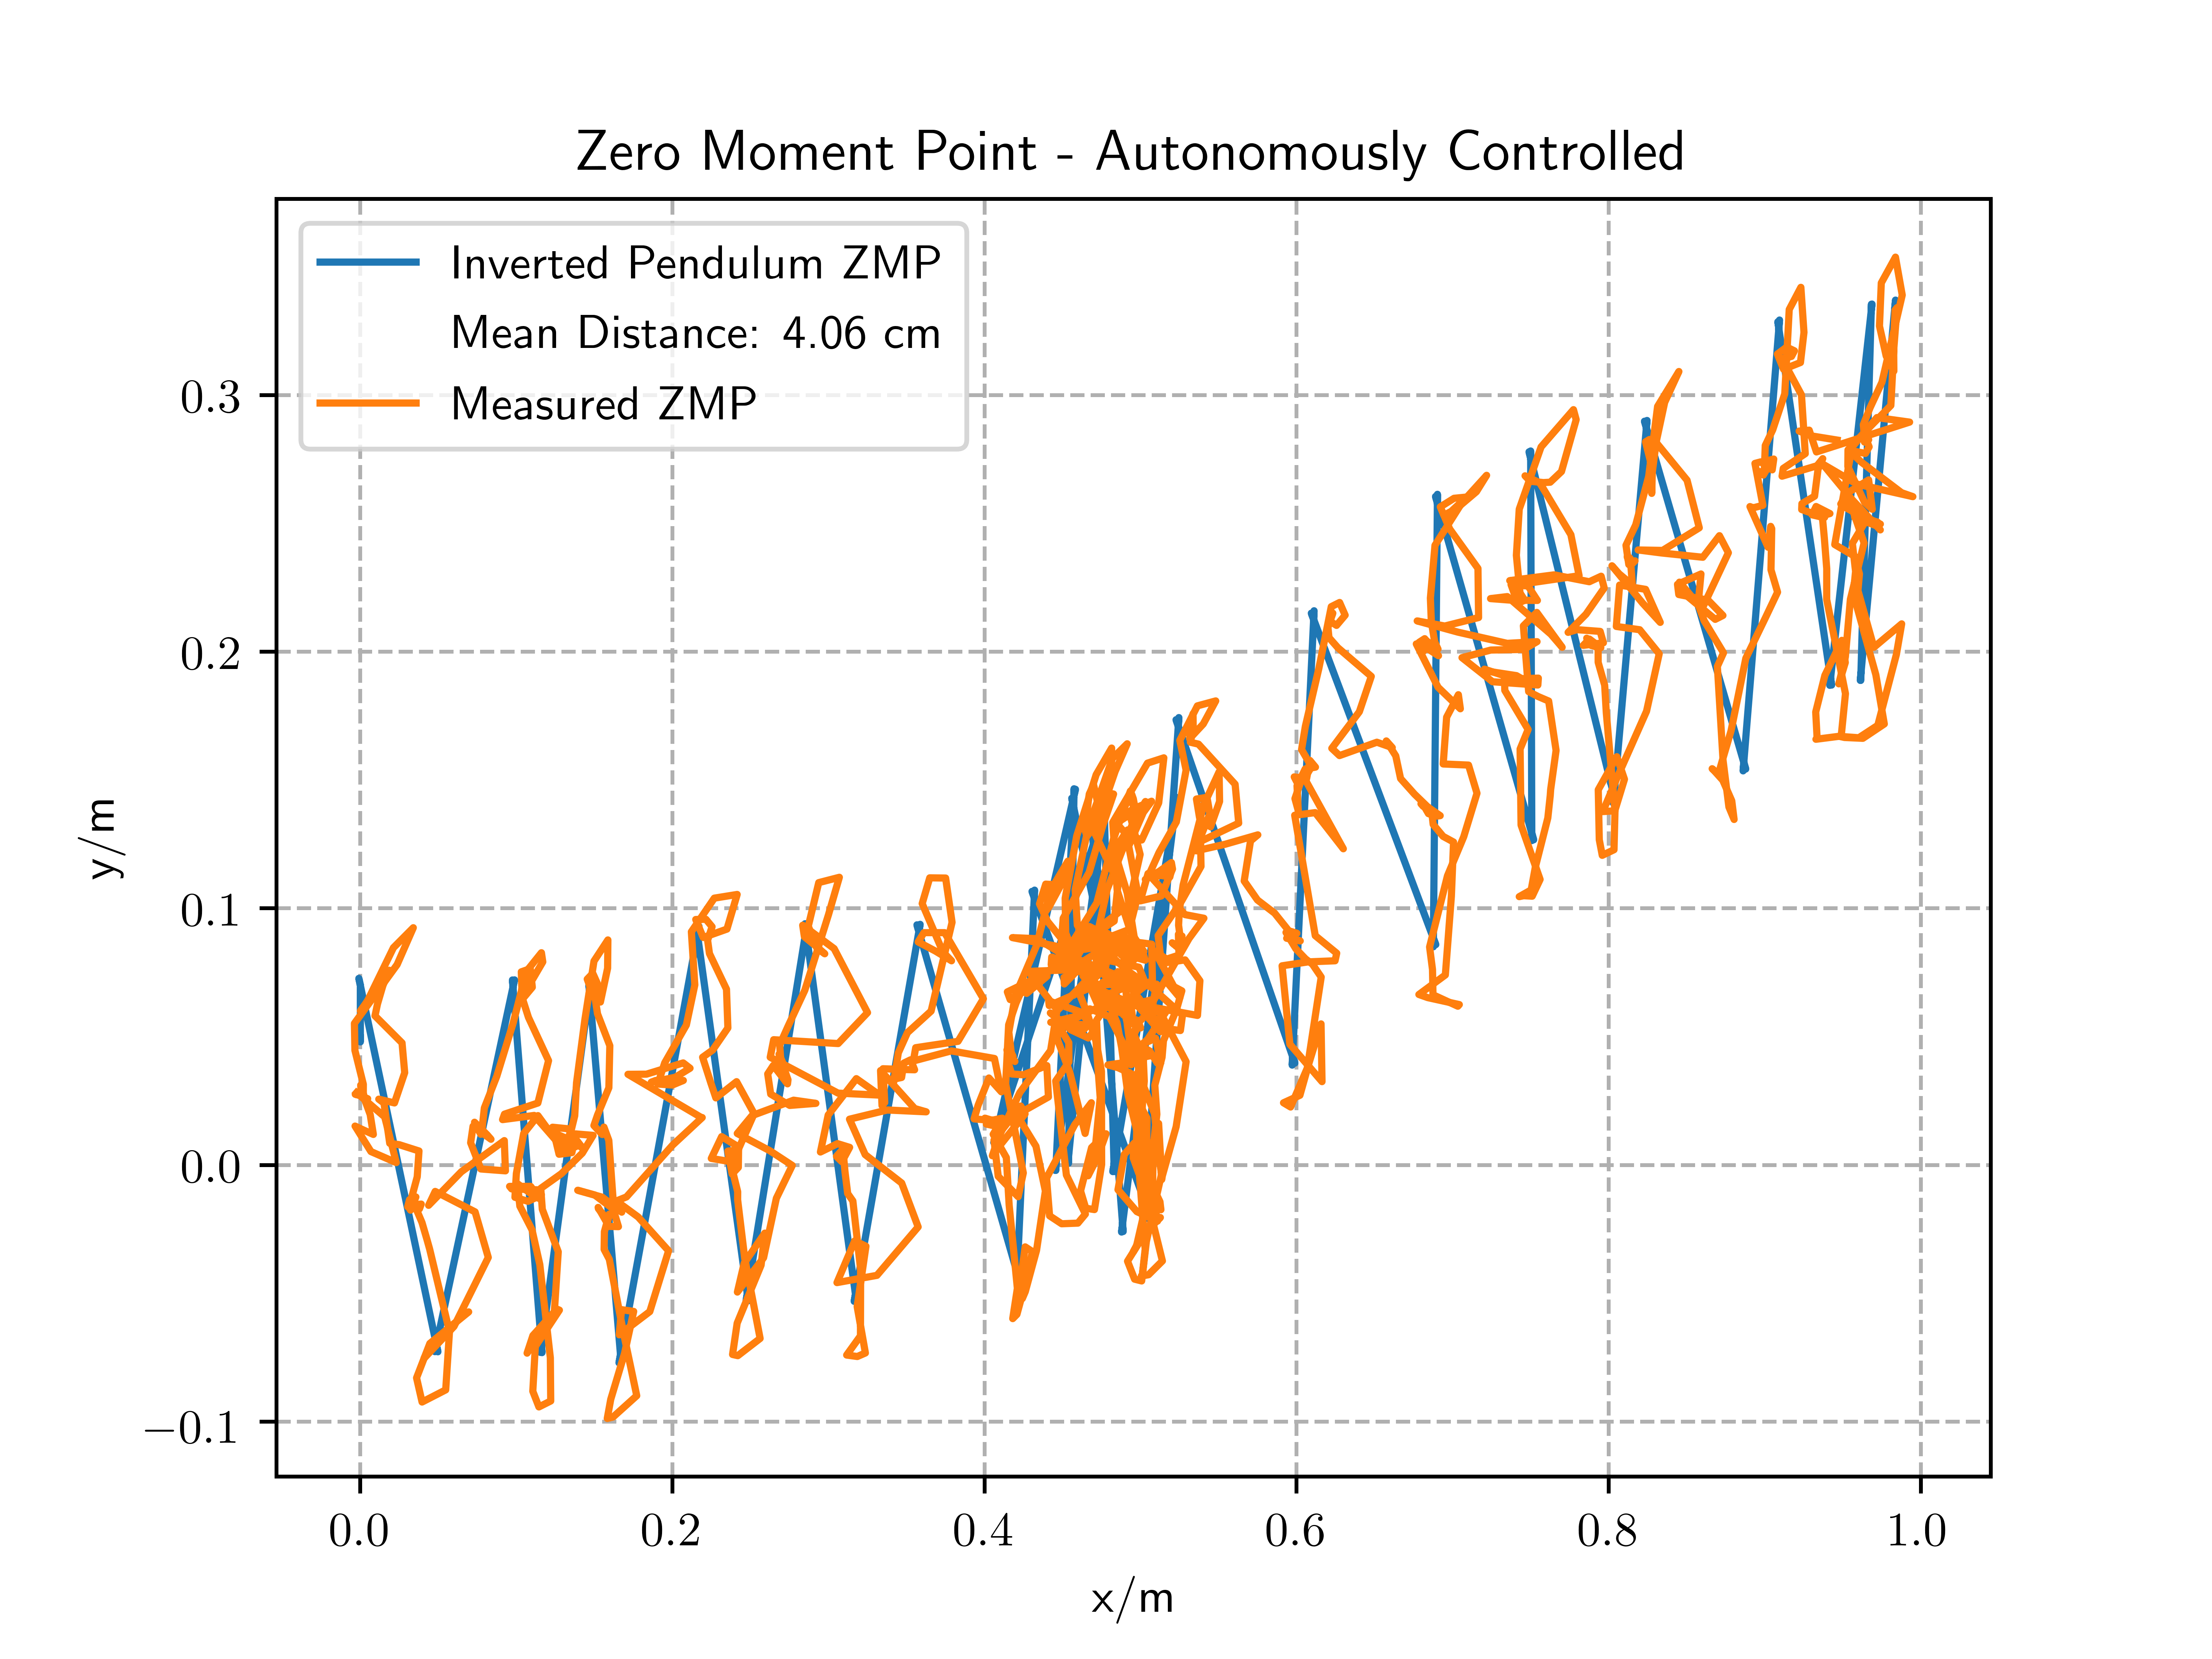 Zero Moment Point - Autonomously Controlled
Inverted Pendulum ZMP
Mean Distance: 4.06 cm
Measured ZMP
0.3
0.2
0.1
0.0
−0.1
y/m
0.0 0.2 0.4 0.6 0.8 1.0
x/m